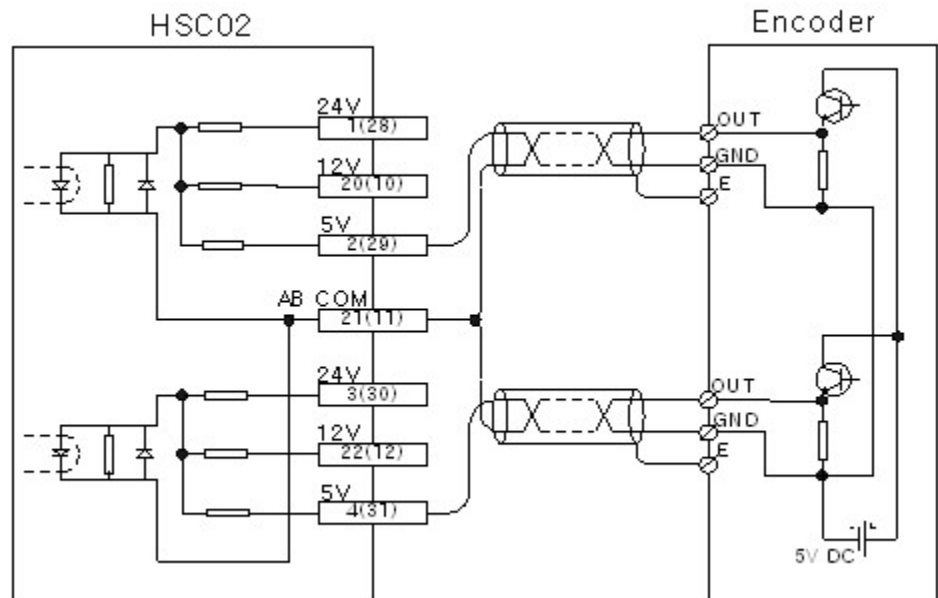 HSC02
Encoder
24V
1(28)
12V
20(10)
5V
2(29)
AB COM
21(11)
24V
3(30)
12V
22(12)
5V
4(31)
OUT
GND
E
OUT
GND
E
5V DC